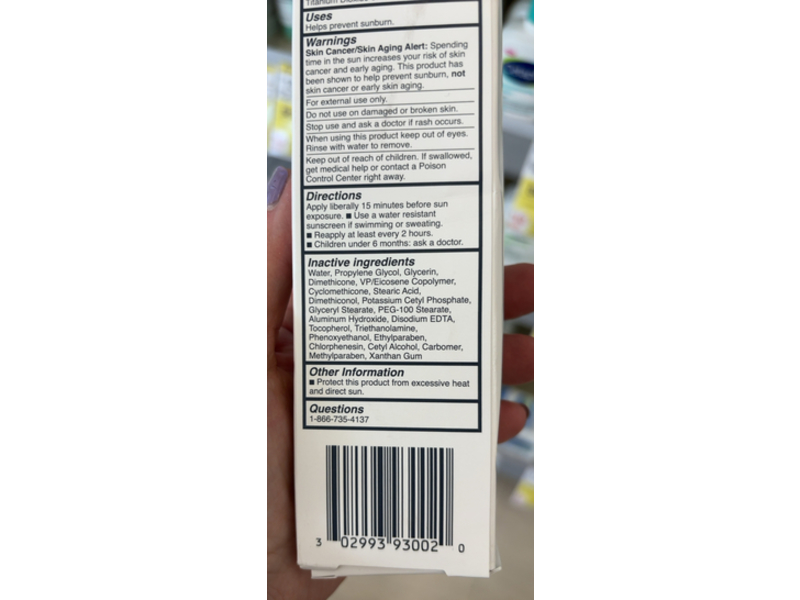 Titanium Dioxide
Uses
Helps prevent sunburn.
Warnings
Skin Cancer/Skin Aging Alert: Spending
time in the sun increases your risk of skin
cancer and early aging. This product has
been shown to help prevent sunburn, not
skin cancer or early skin aging.
For external use only.
Do not use on damaged or broken skin.
Stop use and ask a doctor if rash occurs.
When using this product keep out of eyes.
Rinse with water to remove.
Keep out of reach of children. If swallowed,
get medical help or contact a Poison
Control Center right away.
Directions
Apply liberally 15 minutes before sun
exposure. ■ Use a water resistant
sunscreen if swimming or sweating.
■ Reapply at least every 2 hours.
■ Children under 6 months: ask a doctor.
Inactive ingredients
Water, Propylene Glycol, Glycerin,
Dimethicone, VP/Eicosene Copolymer,
Cyclomethicone, Stearic Acid,
Dimethiconol, Potassium Cetyl Phosphate,
Glyceryl Stearate, PEG-100 Stearate,
Aluminum Hydroxide, Disodium EDTA,
Tocopherol, Triethanolamine,
Phenoxyethanol, Ethylparaben,
Chlorphenesin, Cetyl Alcohol, Carbomer,
Methylparaben, Xanthan Gum
Other Information
■ Protect this product from excessive heat
and direct sun.
Questions
1-866-735-4137
3 02993 93002 0